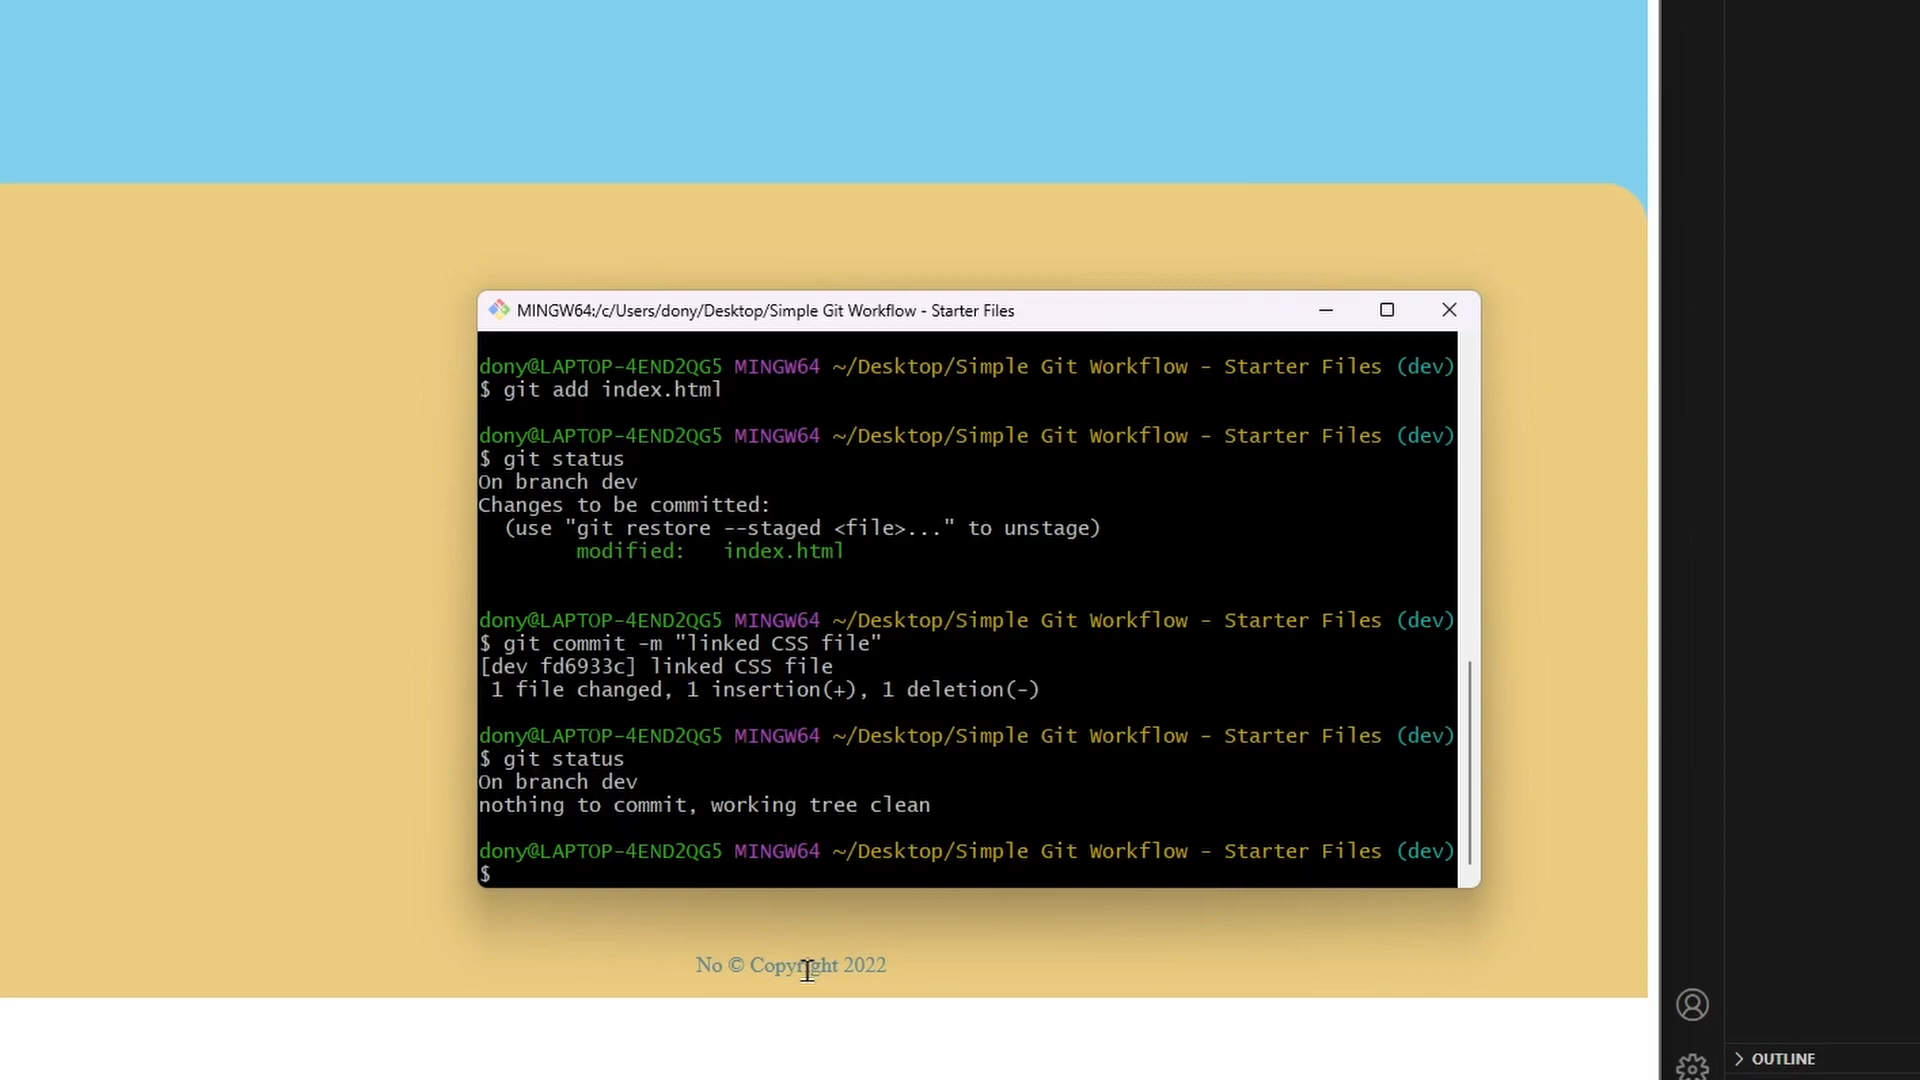 MINGW64:/c/Users/dony/Desktop/Simple Git Workflow - Starter Files
dony@LAPTOP-4END2QG5 MINGW64 ~/Desktop/Simple Git Workflow - Starter Files (dev)
$ git add index.html
dony@LAPTOP-4END2QG5 MINGW64 ~/Desktop/Simple Git Workflow - Starter Files (dev)
$ git status
On branch dev
Changes to be committed:
  (use "git restore --staged <file>..." to unstage)
        modified:   index.html
dony@LAPTOP-4END2QG5 MINGW64 ~/Desktop/Simple Git Workflow - Starter Files (dev)
$ git commit -m "linked CSS file"
[dev fd6933c] linked CSS file
 1 file changed, 1 insertion(+), 1 deletion(-)
dony@LAPTOP-4END2QG5 MINGW64 ~/Desktop/Simple Git Workflow - Starter Files (dev)
$ git status
On branch dev
nothing to commit, working tree clean
dony@LAPTOP-4END2QG5 MINGW64 ~/Desktop/Simple Git Workflow - Starter Files (dev)
$
No © Copyright 2022
OUTLINE